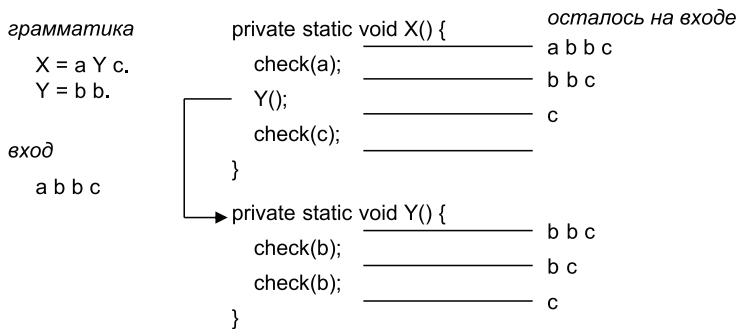 грамматика
X = a Y c.
Y = b b.
вход
a b b c
private static void X() {
check(a);
Y();
check(c);
}
private static void Y() {
check(b);
check(b);
}
осталось на входе
a b b c
b b c
c
b b c
b c
c